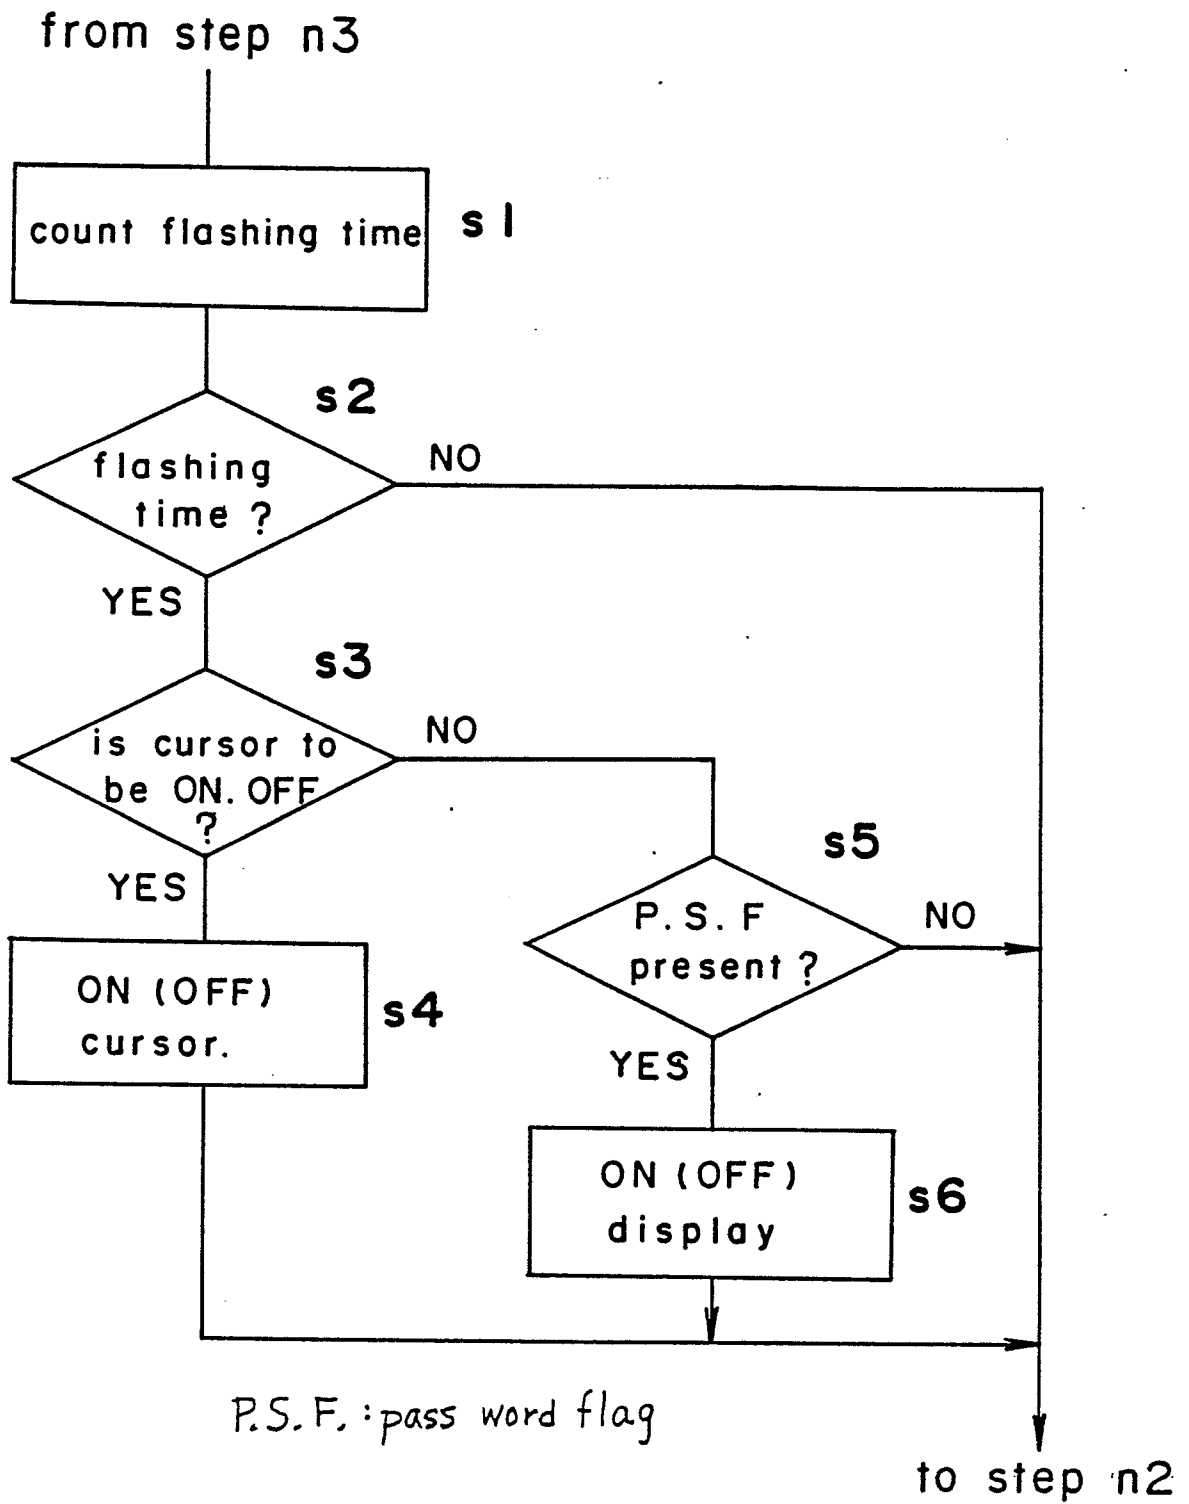 from step n3
count flashing time
s1
s2
flashing
time ?
NO
YES
s3
is cursor to
be ON. OFF
?
NO
YES
ON (OFF)
cursor.
s4
s5
P. S. F
present ?
NO
YES
ON (OFF)
display
s6
P.S.F. : pass word flag
to step n2